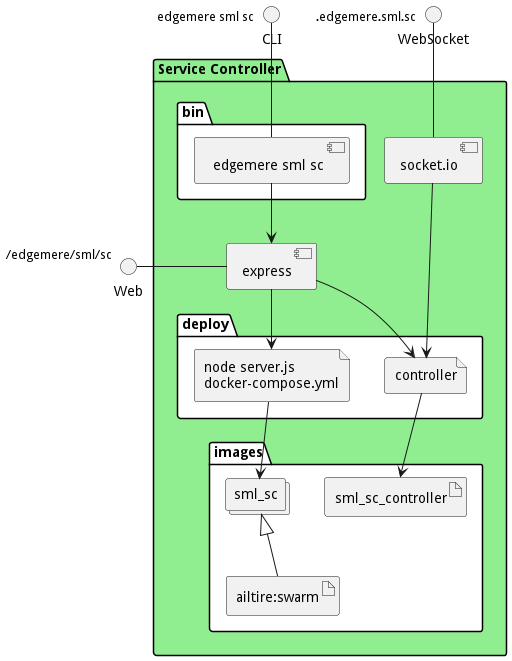 edgemere sml sc
.edgemere.sml.sc
CLI
WebSocket
Service Controller
bin
edgemere sml sc
socket.io
/edgemere/sml/sc
Web
express
deploy
node server.js
docker-compose.yml
controller
images
sml_sc
sml_sc_controller
ailtire:swarm